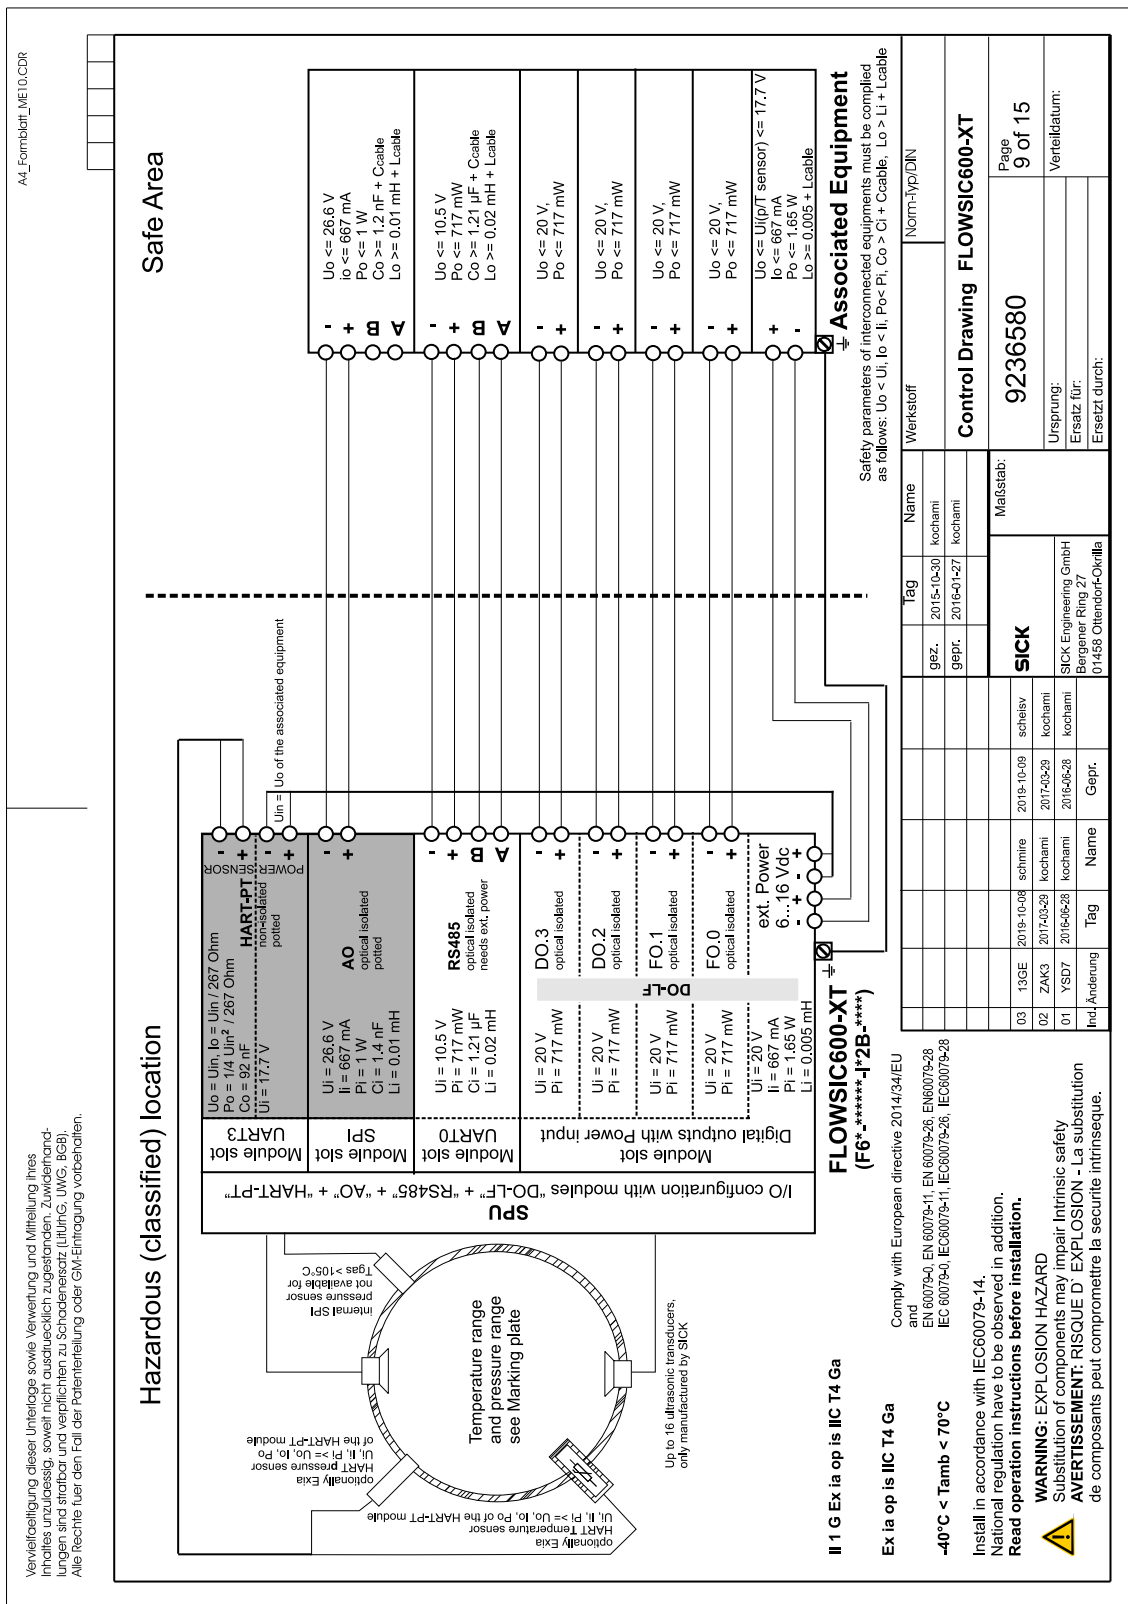 A4_Formblatt_ME10.CDR
Vervielfaeltigung dieser Unterlage sowie Verwertung und Mitteilung ihres
Inhaltes unzulaessig, soweit nicht ausdruecklich zugestanden. Zuwiderhand-
lungen sind strafbar und verpflichten zu Schadenersatz (LitUrhG, UWG, BGB).
Alle Rechte fuer den Fall der Patenterteilung oder GM-Eintragung vorbehalten.
Hazardous (classified) location
Safe Area
optionally Exia
HART Temperature sensor
Ui, Ii, Pi >= Uo, Io, Po of the HART-PT module
optionally Exia
HART pressure sensor
Ui, Ii, Pi >= Uo, Io, Po
of the HART-PT module
internal SPI
pressure sensor
not available for
Tgas >105°C
Temperature range
and pressure range
see Marking plate
Up to 16 ultrasonic transducers,
only manufactured by SICK
SPU
I/O configuration with modules "DO-LF" + "RS485" + "AO" + "HART-PT"
Module slot
UART3
Uo = Uin, Io = Uin / 267 Ohm
Po = 1/4 Uin² / 267 Ohm
Co = 92 nF
Ui = 17.7 V
HART-PT
non-isolated
potted
SENSOR
- +
POWER
- +
Uin = Uo of the associated equipment
Module slot
SPI
Ui = 26.6 V
Ii = 667 mA
Pi = 1 W
Ci = 1.4 nF
Li = 0.01 mH
AO
optical isolated
potted
-
+
Module slot
UART0
Ui = 10.5 V
Pi = 717 mW
Ci = 1.21 µF
Li = 0.02 mH
RS485
optical isolated
needs ext. power
-
+
B
A
Module slot
Digital outputs with Power input
DO-LF
Ui = 20 V
Pi = 717 mW
DO.3
optical isolated
-
+
Ui = 20 V
Pi = 717 mW
DO.2
optical isolated
-
+
Ui = 20 V
Pi = 717 mW
FO.1
optical isolated
-
+
Ui = 20 V
Pi = 717 mW
FO.0
optical isolated
-
+
Ui = 20 V
Ii = 667 mA
Pi = 1.65 W
Li = 0.005 mH
ext. Power
6...16 Vdc
- + - +
FLOWSIC600-XT
(F6*-******-I*2B-****)
-
+
B
A
Uo <= 26.6 V
io <= 667 mA
Po <= 1 W
Co >= 1.2 nF + Ccable
Lo >= 0.01 mH + Lcable
-
+
B
A
Uo <= 10.5 V
Po <= 717 mW
Co >= 1.21 µF + Ccable
Lo >= 0.02 mH + Lcable
-
+
Uo <= 20 V,
Po <= 717 mW
-
+
Uo <= 20 V,
Po <= 717 mW
-
+
Uo <= 20 V,
Po <= 717 mW
-
+
Uo <= 20 V,
Po <= 717 mW
+
-
Uo <= Ui(p/T sensor) <= 17.7 V
Io <= 667 mA
Po <= 1.65 W
Lo >= 0.005 + Lcable
Associated Equipment
Safety parameters of interconnected equipments must be complied
as follows: Uo < Ui, Io < Ii, Po< Pi, Co > Ci + Ccable, Lo > Li + Lcable
II 1 G Ex ia op is IIC T4 Ga
Ex ia op is IIC T4 Ga
-40°C < Tamb < 70°C
Comply with European directive 2014/34/EU
and
EN 60079-0, EN 60079-11, EN 60079-26, EN60079-28
IEC 60079-0, IEC60079-11, IEC60079-26, IEC60079-28
Install in accordance with IEC60079-14.
National regulation have to be observed in addition.
Read operation instructions before installation.
WARNING: EXPLOSION HAZARD
Substitution of components may impair Intrinsic safety
AVERTISSEMENT: RISQUE D` EXPLOSION - La substitution
de composants peut compromettre la securite intrinseque.
03 13GE 2019-10-08 schmire 2019-10-09 scheisv
02 ZAK3 2017-03-29 kochami 2017-03-29 kochami
01 YSD7 2016-06-28 kochami 2016-06-28 kochami
Ind. Änderung Tag Name Gepr.
Tag Name
gez. 2015-10-30 kochami
gepr. 2016-01-27 kochami
SICK
SICK Engineering GmbH
Bergener Ring 27
01458 Ottendorf-Okrilla
Maßstab:
Werkstoff
Norm-Typ/DIN
Control Drawing FLOWSIC600-XT
9236580
Page
9 of 15
Ursprung:
Ersatz für:
Ersetzt durch:
Verteildatum: